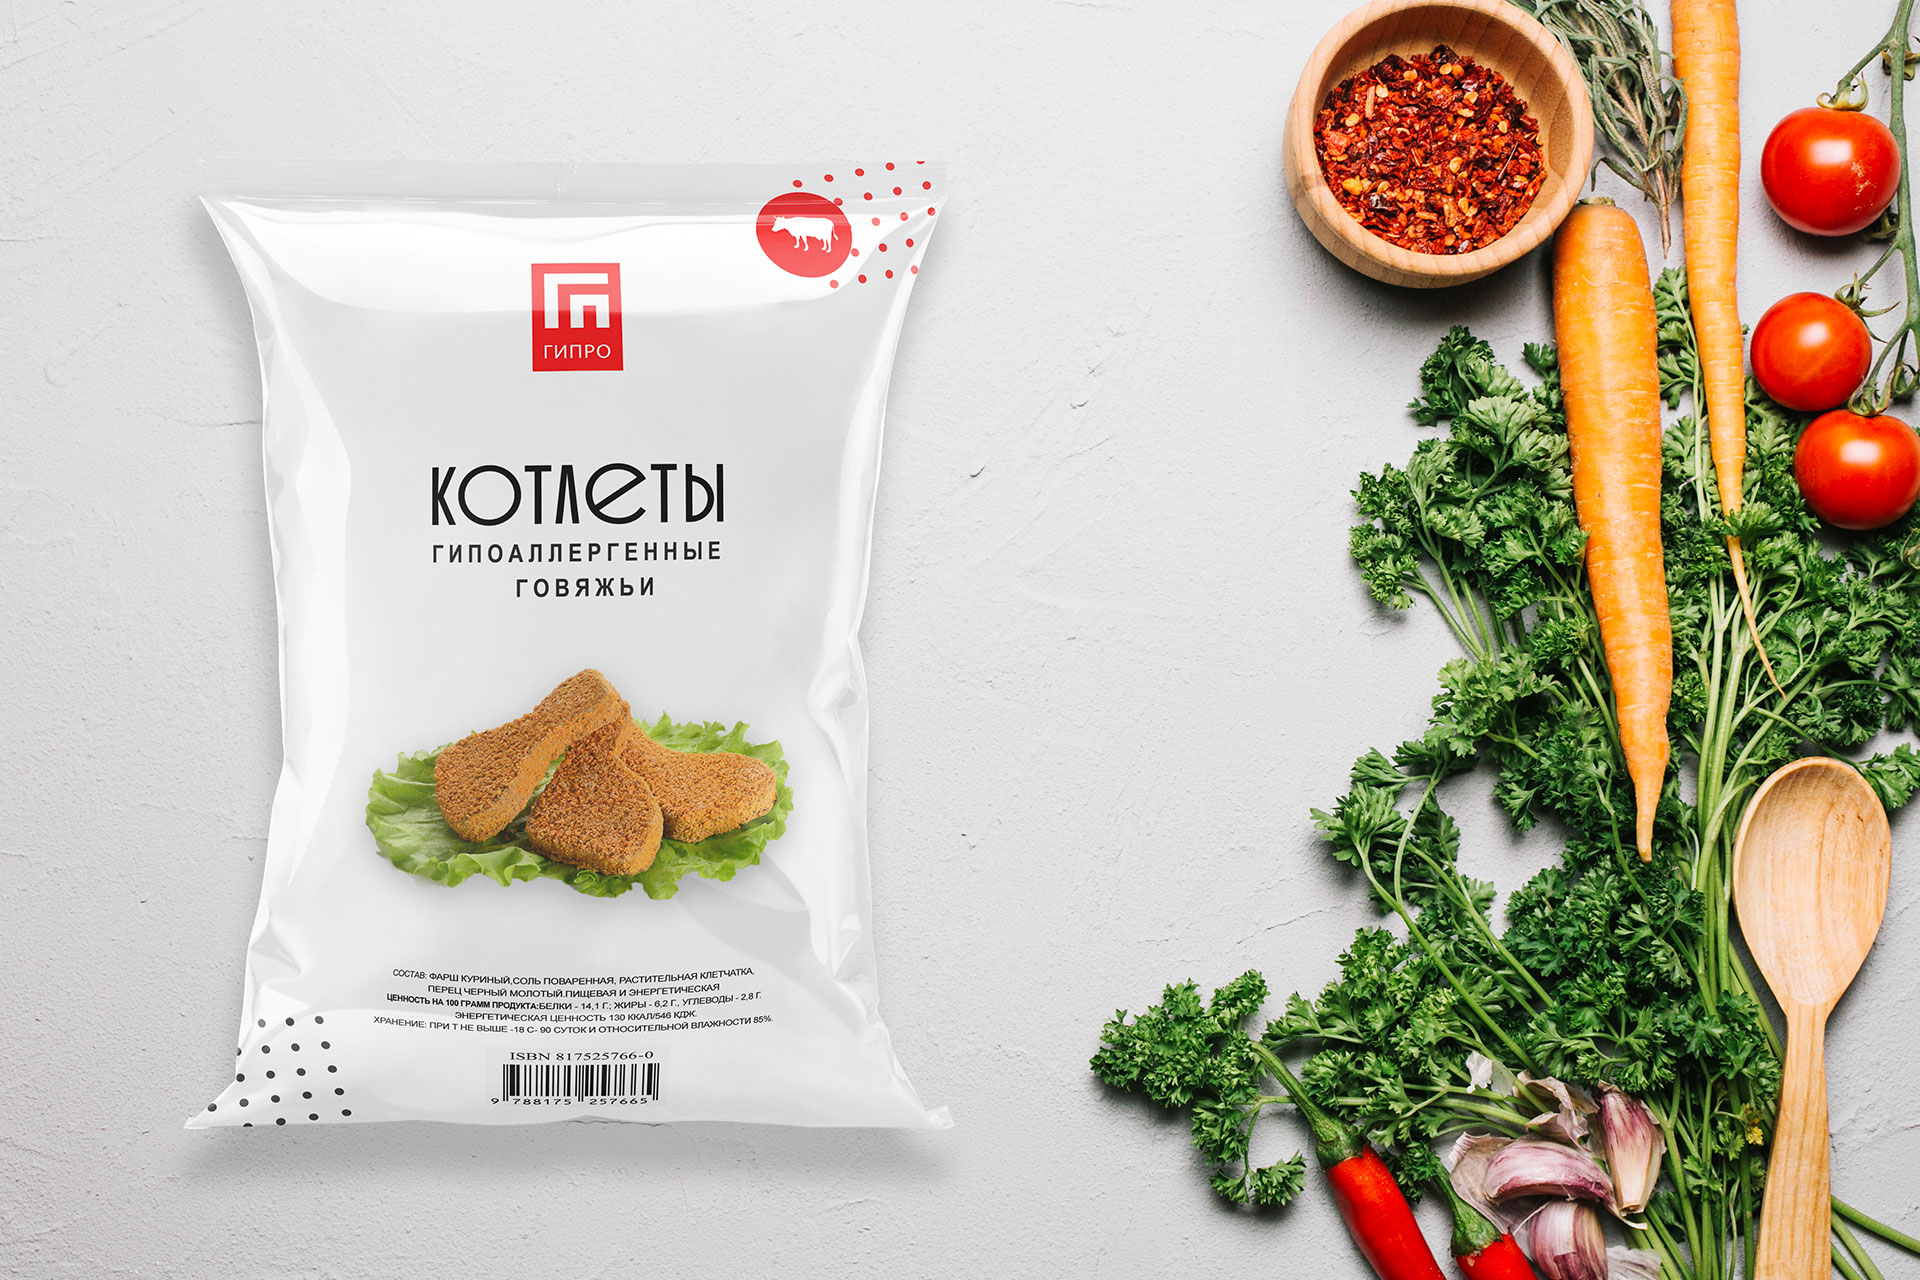 ГИПРО
КОТЛЕТЫ
ГИПОАЛЛЕРГЕННЫЕ
ГОВЯЖЬИ
СОСТАВ: ФАРШ КУРИНЫЙ,СОЛЬ ПОВАРЕННАЯ, РАСТИТЕЛЬНАЯ КЛЕТЧАТКА,
ПЕРЕЦ ЧЕРНЫЙ МОЛОТЫЙ.ПИЩЕВАЯ И ЭНЕРГЕТИЧЕСКАЯ
ЦЕННОСТЬ НА 100 ГРАММ ПРОДУКТА:БЕЛКИ - 14,1 Г.; ЖИРЫ - 6,2 Г., УГЛЕВОДЫ - 2,8 Г.
ЭНЕРГЕТИЧЕСКАЯ ЦЕННОСТЬ 130 ККАЛ/546 КДЖ.
ХРАНЕНИЕ: ПРИ Т НЕ ВЫШЕ -18 С- 90 СУТОК И ОТНОСИТЕЛЬНОЙ ВЛАЖНОСТИ 85%.
ISBN 817525766-0
9 788175 257665